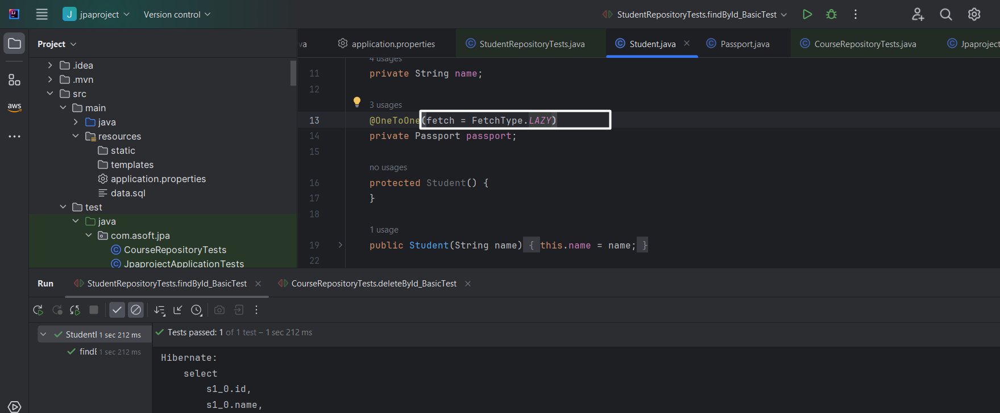 J jpaproject Version control StudentRepositoryTests.findById_BasicTest
Project
va application.properties StudentRepositoryTests.java Student.java Passport.java CourseRepositoryTests.java Jpaproject
.idea
.mvn
src
main
java
resources
static
templates
application.properties
data.sql
test
java
com.asoft.jpa
CourseRepositoryTests
JpaprojectApplicationTests
aws
4 usages
11 private String name;
12
3 usages
13 @OneToOne(fetch = FetchType.LAZY)
14 private Passport passport;
15
no usages
16 protected Student() {
17 }
18
1 usage
19 public Student(String name) { this.name = name; }
22
Run StudentRepositoryTests.findById_BasicTest CourseRepositoryTests.deleteById_BasicTest
Student 1 sec 212 ms
find 1 sec 212 ms
Tests passed: 1 of 1 test – 1 sec 212 ms
Hibernate:
select
s1_0.id,
s1_0.name,